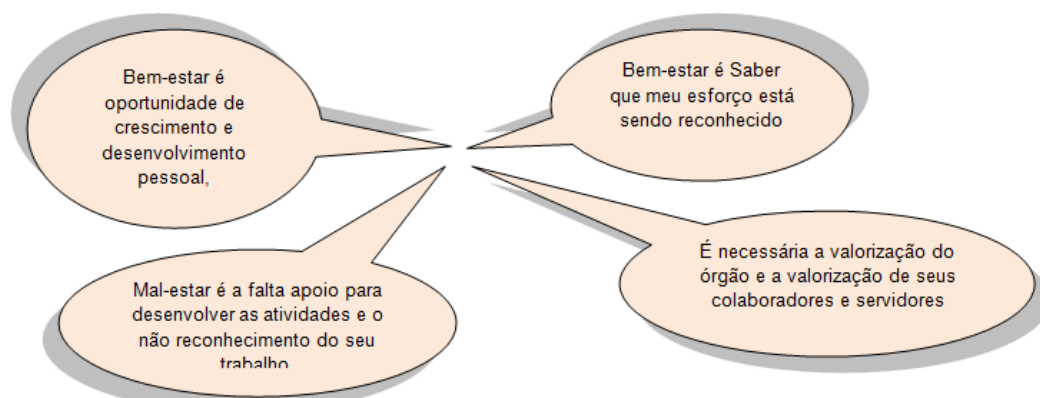 Bem-estar é
oportunidade de
crescimento e
desenvolvimento
pessoal,
Bem-estar é Saber
que meu esforço está
sendo reconhecido
Mal-estar é a falta apoio para
desenvolver as atividades e o
não reconhecimento do seu
trabalho
É necessária a valorização do
órgão e a valorização de seus
colaboradores e servidores